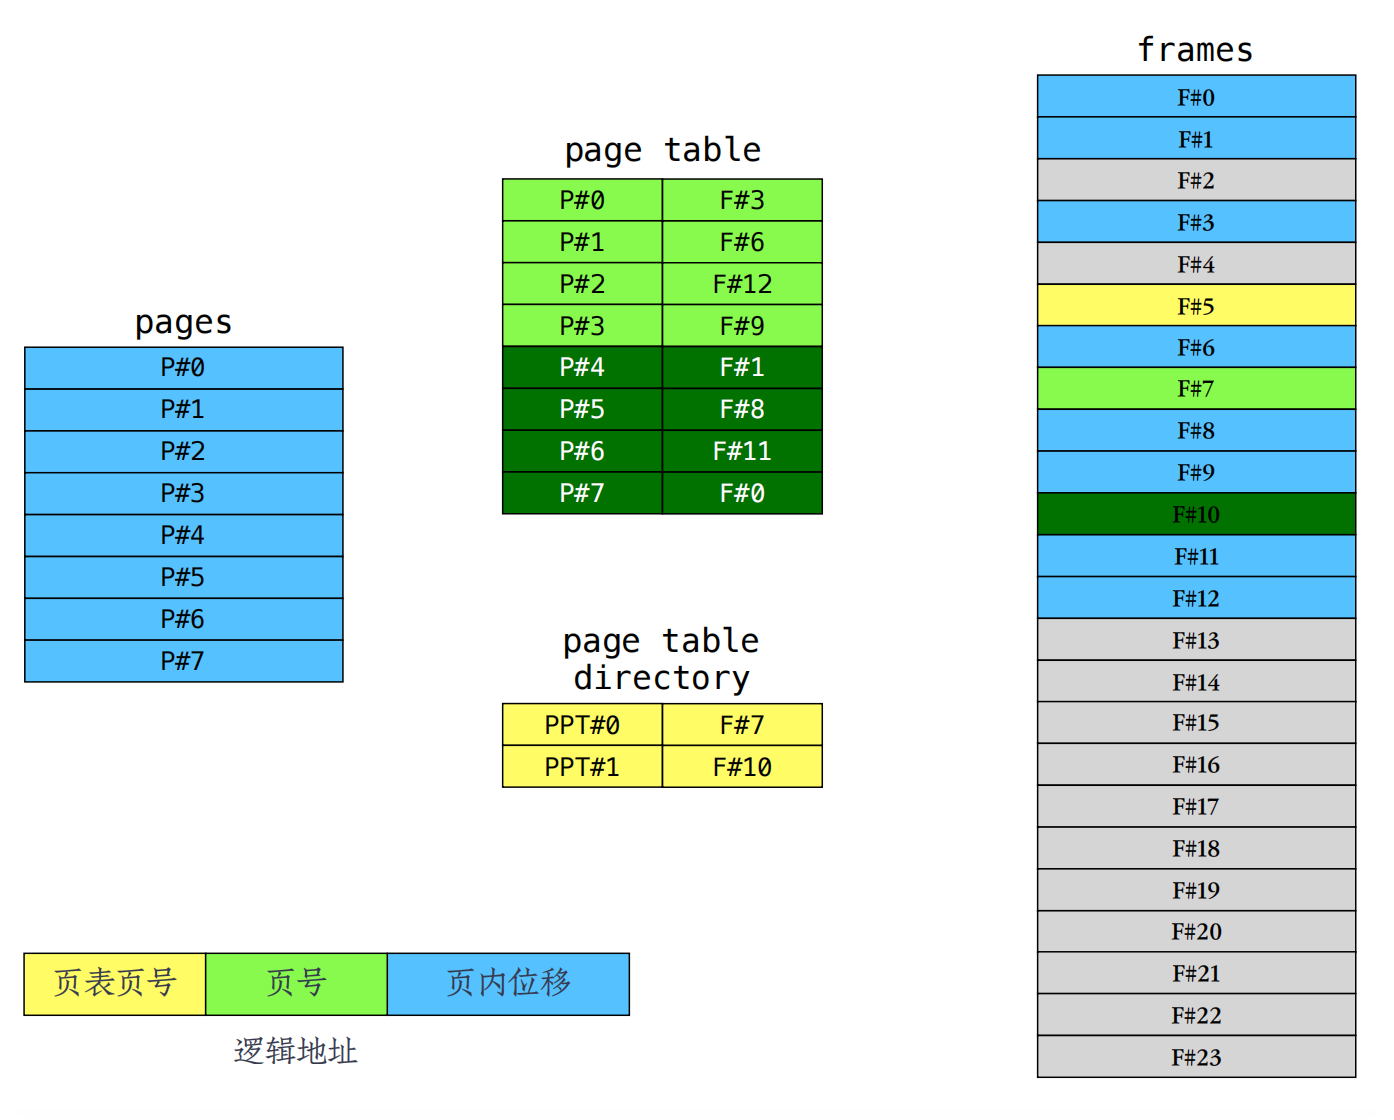 pages
P#0
P#1
P#2
P#3
P#4
P#5
P#6
P#7
page table
P#0 F#3
P#1 F#6
P#2 F#12
P#3 F#9
P#4 F#1
P#5 F#8
P#6 F#11
P#7 F#0
page table
directory
PPT#0 F#7
PPT#1 F#10
frames
F#0
F#1
F#2
F#3
F#4
F#5
F#6
F#7
F#8
F#9
F#10
F#11
F#12
F#13
F#14
F#15
F#16
F#17
F#18
F#19
F#20
F#21
F#22
F#23
页表页号 页号 页内位移
逻辑地址